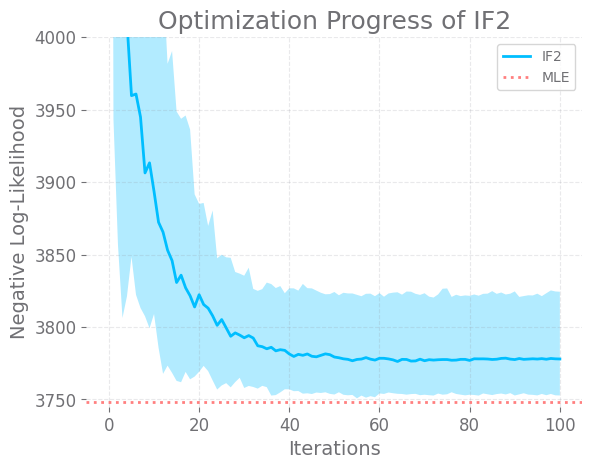 Optimization Progress of IF2
4000
3950
3900
3850
3800
3750
Negative Log-Likelihood
IF2
MLE
0 20 40 60 80 100
Iterations